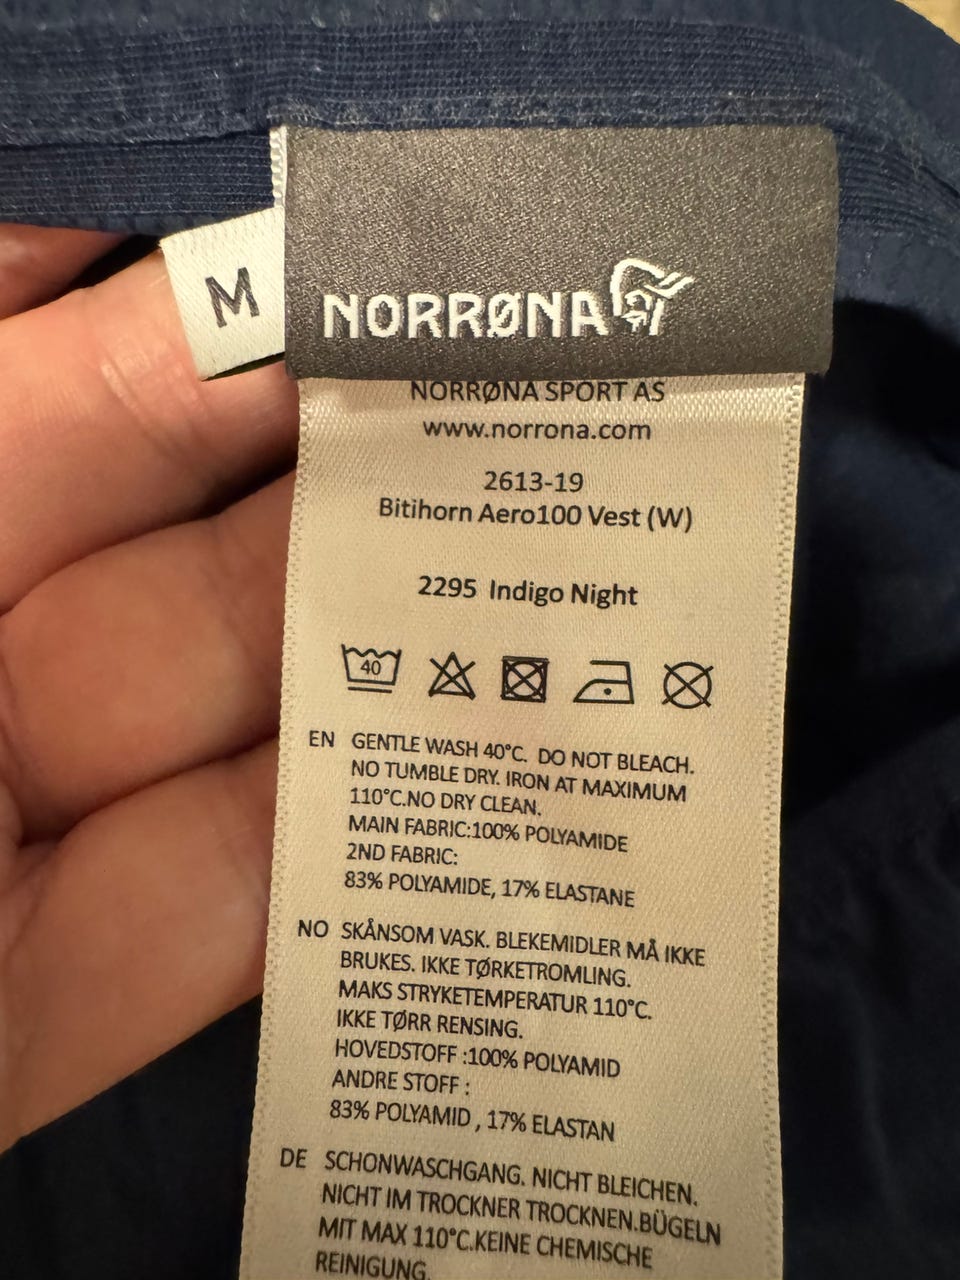 M
NORRØNA
NORRØNA SPORT AS
www.norrona.com
2613-19
Bitihorn Aero100 Vest (W)
2295 Indigo Night
40
EN GENTLE WASH 40°C. DO NOT BLEACH.
NO TUMBLE DRY. IRON AT MAXIMUM
110°C.NO DRY CLEAN.
MAIN FABRIC:100% POLYAMIDE
2ND FABRIC:
83% POLYAMIDE, 17% ELASTANE
NO SKÅNSOM VASK. BLEKEMIDLER MÅ IKKE
BRUKES. IKKE TØRKETROMLING.
MAKS STRYKETEMPERATUR 110°C.
IKKE TØRR RENSING.
HOVEDSTOFF :100% POLYAMID
ANDRE STOFF :
83% POLYAMID , 17% ELASTAN
DE SCHONWASCHGANG. NICHT BLEICHEN.
NICHT IM TROCKNER TROCKNEN.BÜGELN
MIT MAX 110°C.KEINE CHEMISCHE
REINIGUNG.